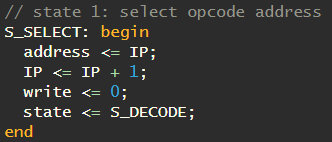 // state 1: select opcode address
S_SELECT: begin
  address <= IP;
  IP <= IP + 1;
  write <= 0;
  state <= S_DECODE;
end